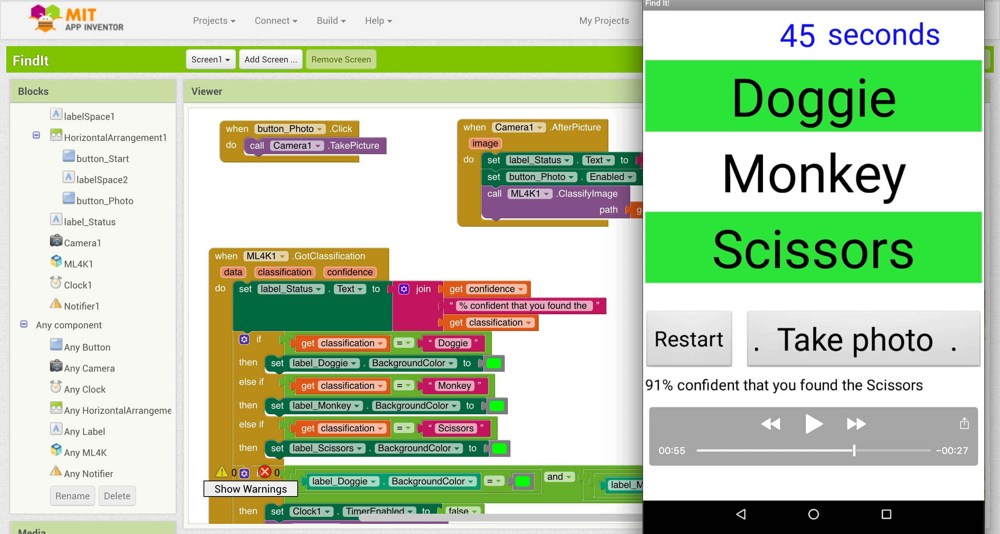 MIT
APP INVENTOR
Projects
Connect
Build
Help
My Projects
FindIt
Screen1
Add Screen ...
Remove Screen
Blocks
labelSpace1
HorizontalArrangement1
button_Start
labelSpace2
button_Photo
label_Status
Camera1
ML4K1
Clock1
Notifier1
Any component
Any Button
Any Camera
Any Clock
Any HorizontalArrangeme
Any Label
Any ML4K
Any Notifier
Rename Delete
Media
Viewer
when button_Photo .Click
do call Camera1 .TakePicture
when Camera1 .AfterPicture
image
do set label_Status . Text to
set button_Photo . Enabled
call ML4K1 .ClassifyImage
path g
when ML4K1 .GotClassification
data classification confidence
do set label_Status . Text to join get confidence
“ % confident that you found the ”
get classification
if get classification = “ Doggie ”
then set label_Doggie . BackgroundColor to
else if get classification = “ Monkey ”
then set label_Monkey . BackgroundColor to
else if get classification = “ Scissors ”
then set label_Scissors . BackgroundColor to
0 0
label_Doggie . BackgroundColor = and label_M
Show Warnings
then set Clock1 . TimerEnabled to false
Find It!
45 seconds
Doggie
Monkey
Scissors
Restart . Take photo .
91% confident that you found the Scissors
00:55 -00:27